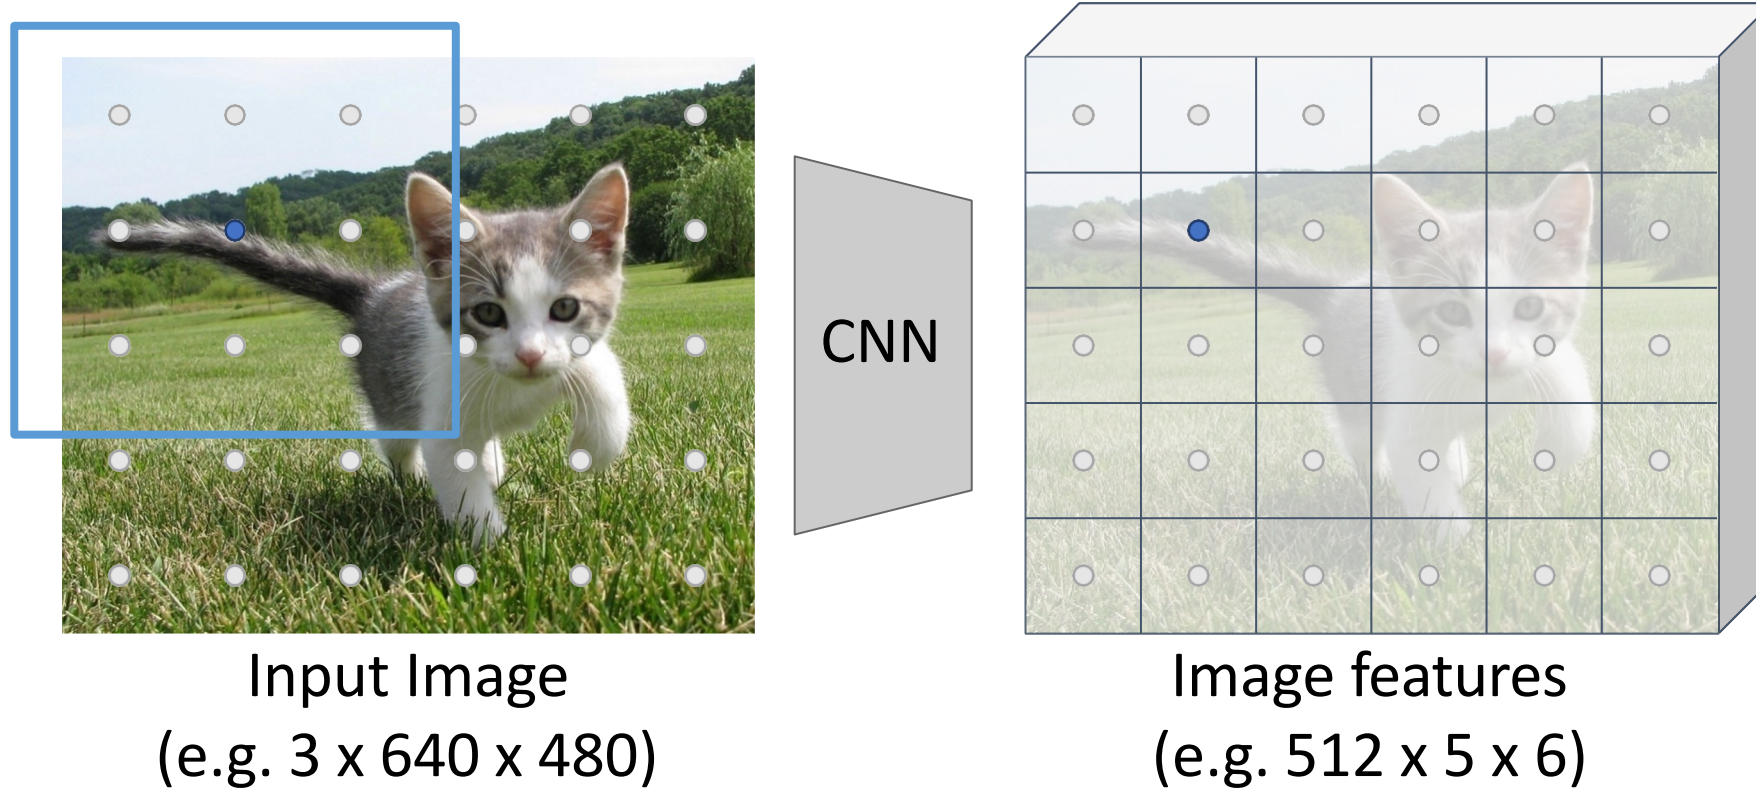 CNN
Input Image
(e.g. 3 x 640 x 480)
Image features
(e.g. 512 x 5 x 6)